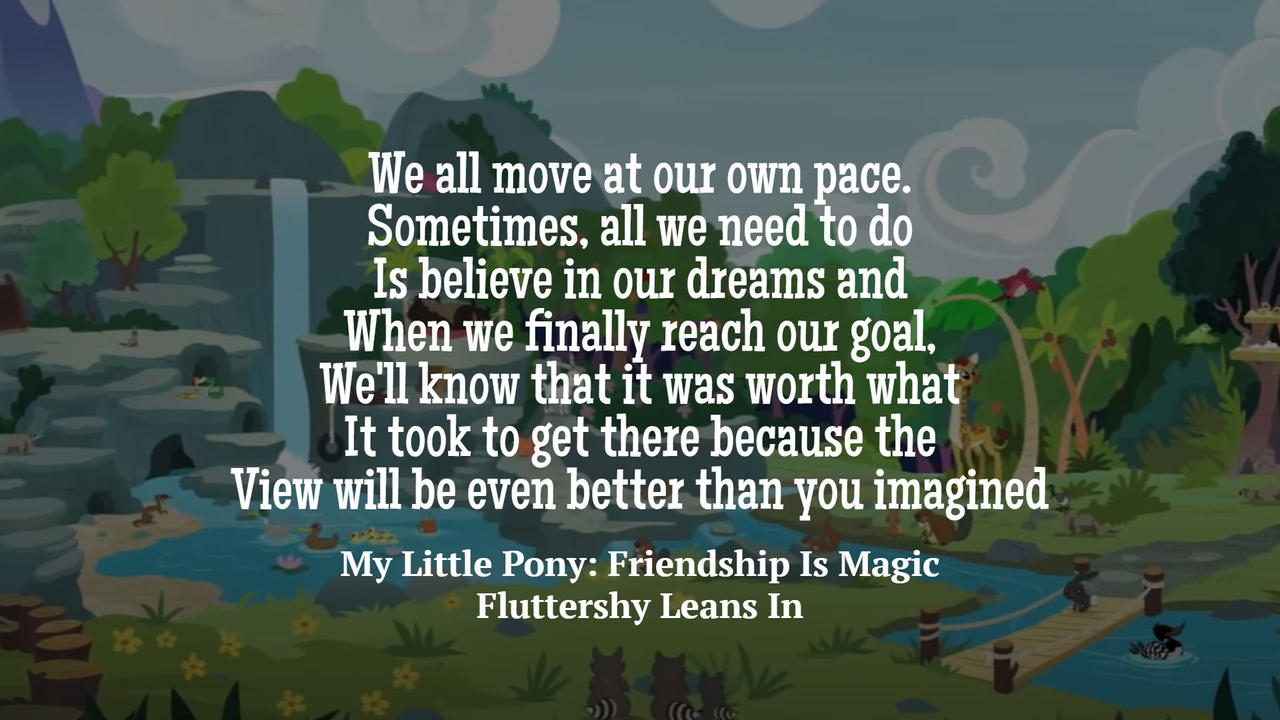 We all move at our own pace.
Sometimes, all we need to do
Is believe in our dreams and
When we finally reach our goal,
We'll know that it was worth what
It took to get there because the
View will be even better than you imagined
My Little Pony: Friendship Is Magic
Fluttershy Leans In